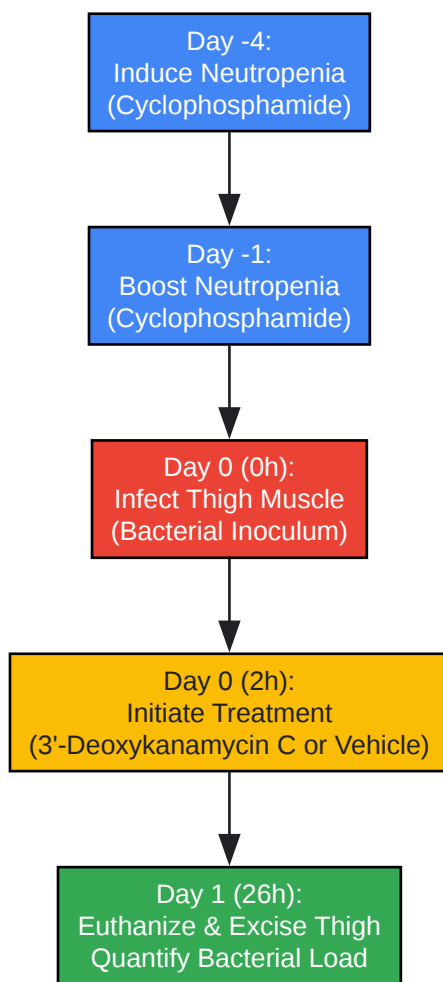 Day -4:
Induce Neutropenia
(Cyclophosphamide)
Day -1:
Boost Neutropenia
(Cyclophosphamide)
Day 0 (0h):
Infect Thigh Muscle
(Bacterial Inoculum)
Day 0 (2h):
Initiate Treatment
(3'-Deoxykanamycin C or Vehicle)
Day 1 (26h):
Euthanize & Excise Thigh
Quantify Bacterial Load